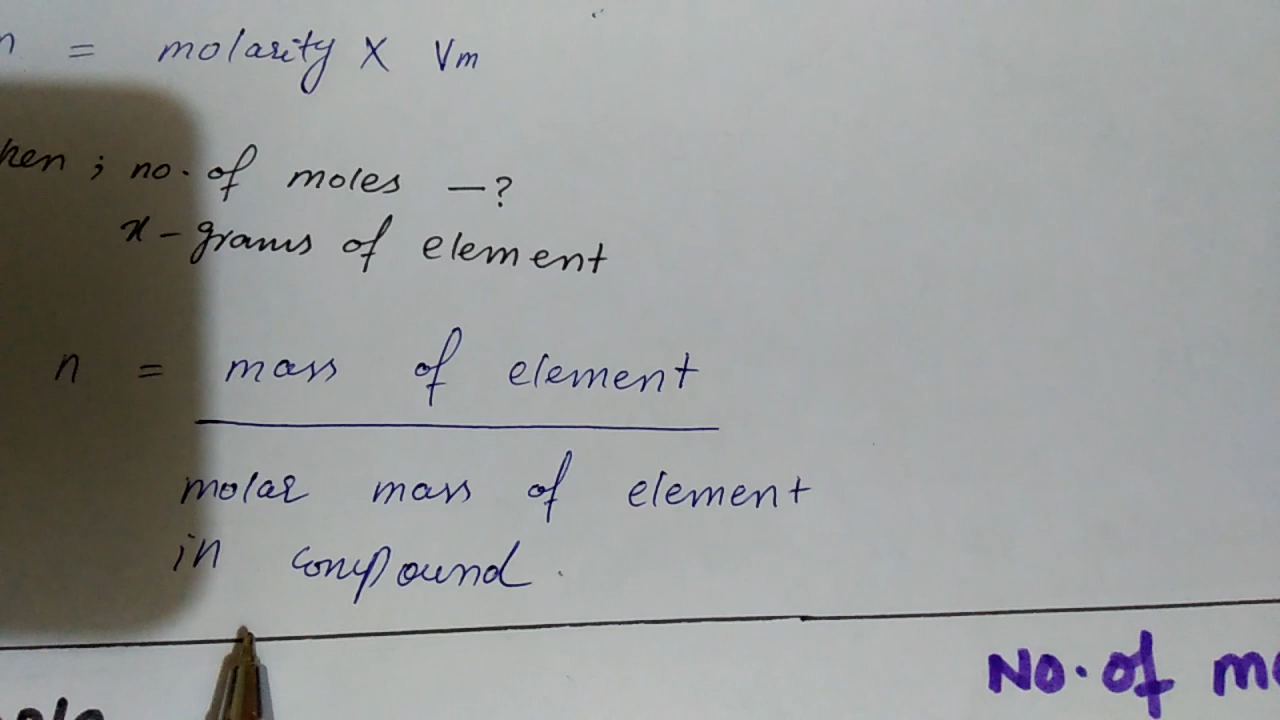 = molarity X Vm
; no. of moles —?
x - grams of element
n = mass of element
molar mass of element
in compound.
No. of